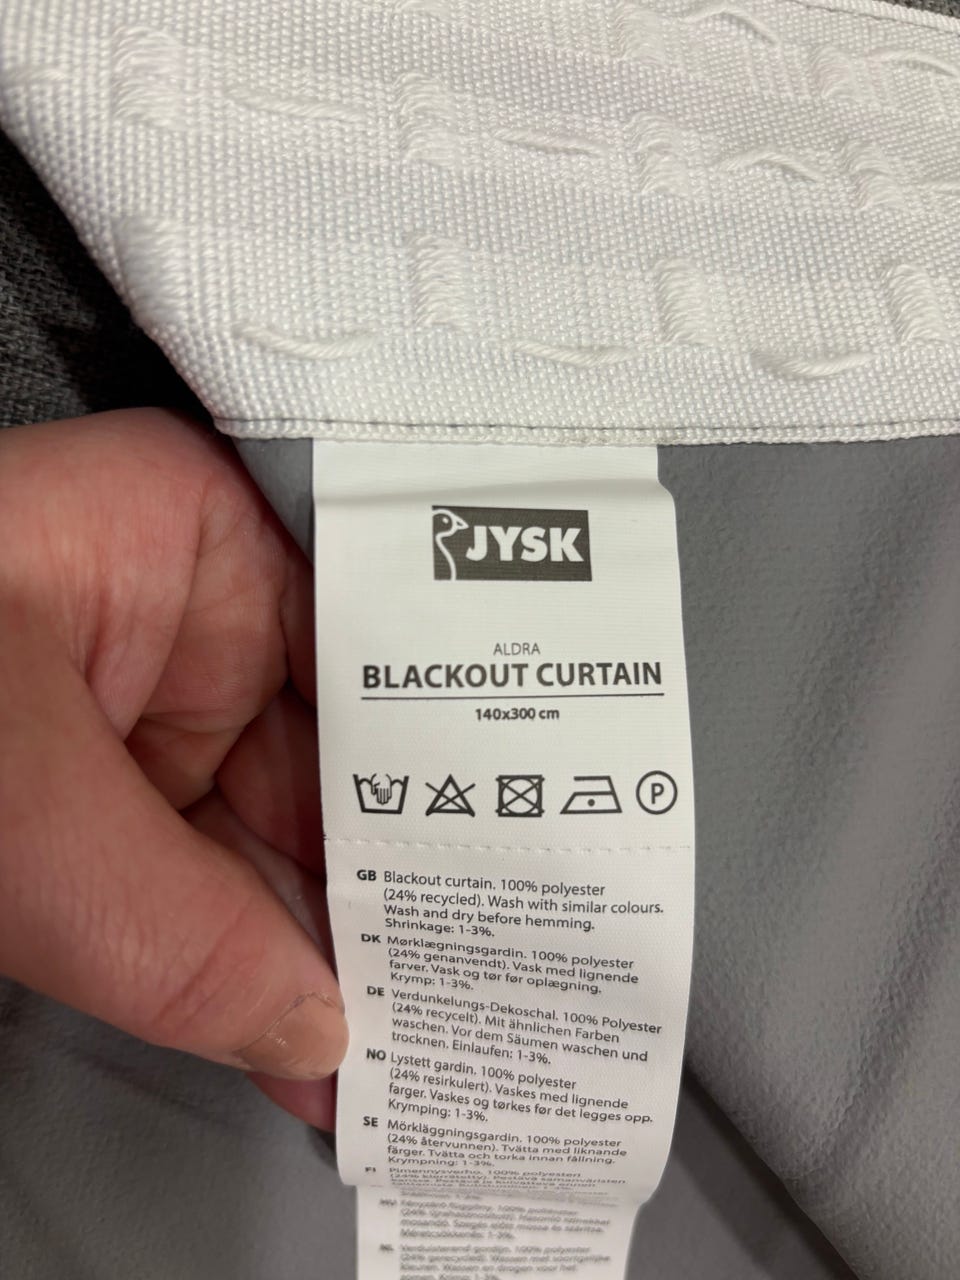 JYSK
ALDRA
BLACKOUT CURTAIN
140x300 cm
P
GB Blackout curtain. 100% polyester
(24% recycled). Wash with similar colours.
Wash and dry before hemming.
Shrinkage: 1-3%.
DK Mørklægningsgardin. 100% polyester
(24% genanvendt). Vask med lignende
farver. Vask og tør før oplægning.
Krymp: 1-3%.
DE Verdunkelungs-Dekoschal. 100% Polyester
(24% recycelt). Mit ähnlichen Farben
waschen. Vor dem Säumen waschen und
trocknen. Einlaufen: 1-3%.
NO Lystett gardin. 100% polyester
(24% resirkulert). Vaskes med lignende
farger. Vaskes og tørkes før det legges opp.
Krymping: 1-3%.
SE Mörkläggningsgardin. 100% polyester
(24% återvunnen). Tvätta med liknande
färger. Tvätta och torka innan fållning.
Krympning: 1-3%.
FI Pimennysverho. 100% polyesteri